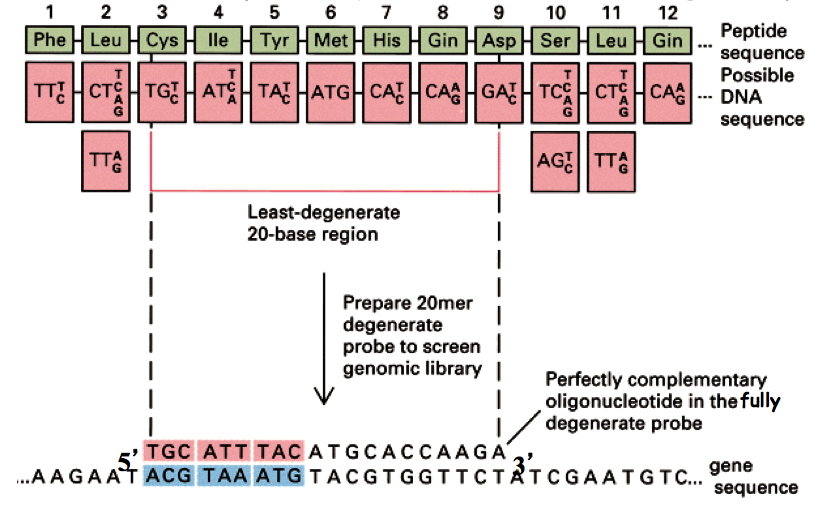 1 2 3 4 5 6 7 8 9 10 11 12
Phe Leu Cys Ile Tyr Met His Gin Asp Ser Leu Gin ... Peptide sequence
TT T C
CT T C A G
TG T C
AT T C A
TA T C
ATG
CA T C
CA A G
GA T C
TC T C A G
CT T C A G
CA A G
... Possible
DNA
sequence
TT A G
AG T C
TT A G
Least-degenerate
20-base region
Prepare 20mer
degenerate
probe to screen
genomic library
Perfectly complementary
oligonucleotide in the fully
degenerate probe
5' TGC ATT TAC ATGCACCAAGA 3'
...AAGAAT ACG TAA ATG TACGTGGTTCTATCGAATGTC...
gene
sequence